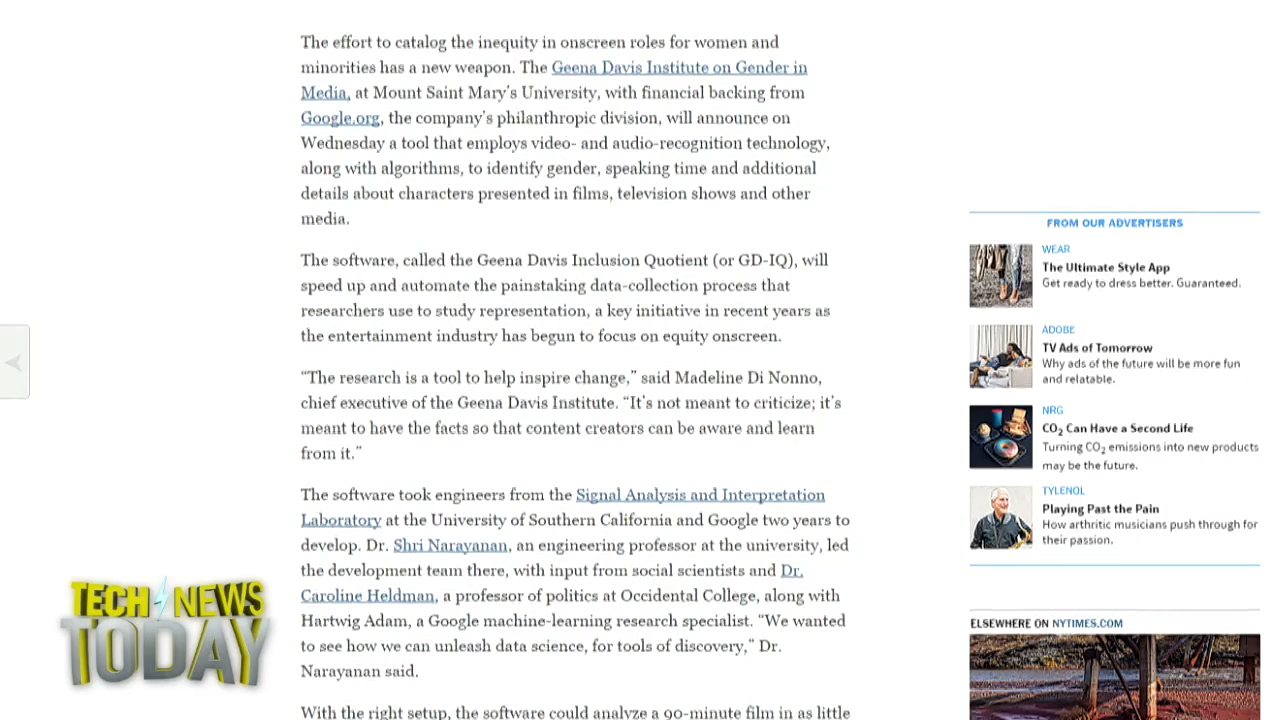 The effort to catalog the inequity in onscreen roles for women and
minorities has a new weapon. The Geena Davis Institute on Gender in
Media, at Mount Saint Mary's University, with financial backing from
Google.org, the company's philanthropic division, will announce on
Wednesday a tool that employs video- and audio-recognition technology,
along with algorithms, to identify gender, speaking time and additional
details about characters presented in films, television shows and other
media.
The software, called the Geena Davis Inclusion Quotient (or GD-IQ), will
speed up and automate the painstaking data-collection process that
researchers use to study representation, a key initiative in recent years as
the entertainment industry has begun to focus on equity onscreen.
“The research is a tool to help inspire change,” said Madeline Di Nonno,
chief executive of the Geena Davis Institute. “It's not meant to criticize; it's
meant to have the facts so that content creators can be aware and learn
from it.”
The software took engineers from the Signal Analysis and Interpretation
Laboratory at the University of Southern California and Google two years to
develop. Dr. Shri Narayanan, an engineering professor at the university, led
the development team there, with input from social scientists and Dr.
Caroline Heldman, a professor of politics at Occidental College, along with
Hartwig Adam, a Google machine-learning research specialist. “We wanted
to see how we can unleash data science, for tools of discovery,” Dr.
Narayanan said.
With the right setup, the software could analyze a 90-minute film in as little
FROM OUR ADVERTISERS
WEAR
The Ultimate Style App
Get ready to dress better. Guaranteed.
ADOBE
TV Ads of Tomorrow
Why ads of the future will be more fun
and relatable.
NRG
CO₂ Can Have a Second Life
Turning CO₂ emissions into new products
may be the future.
TYLENOL
Playing Past the Pain
How arthritic musicians push through for
their passion.
ELSEWHERE ON NYTIMES.COM
TECH NEWS
TODAY